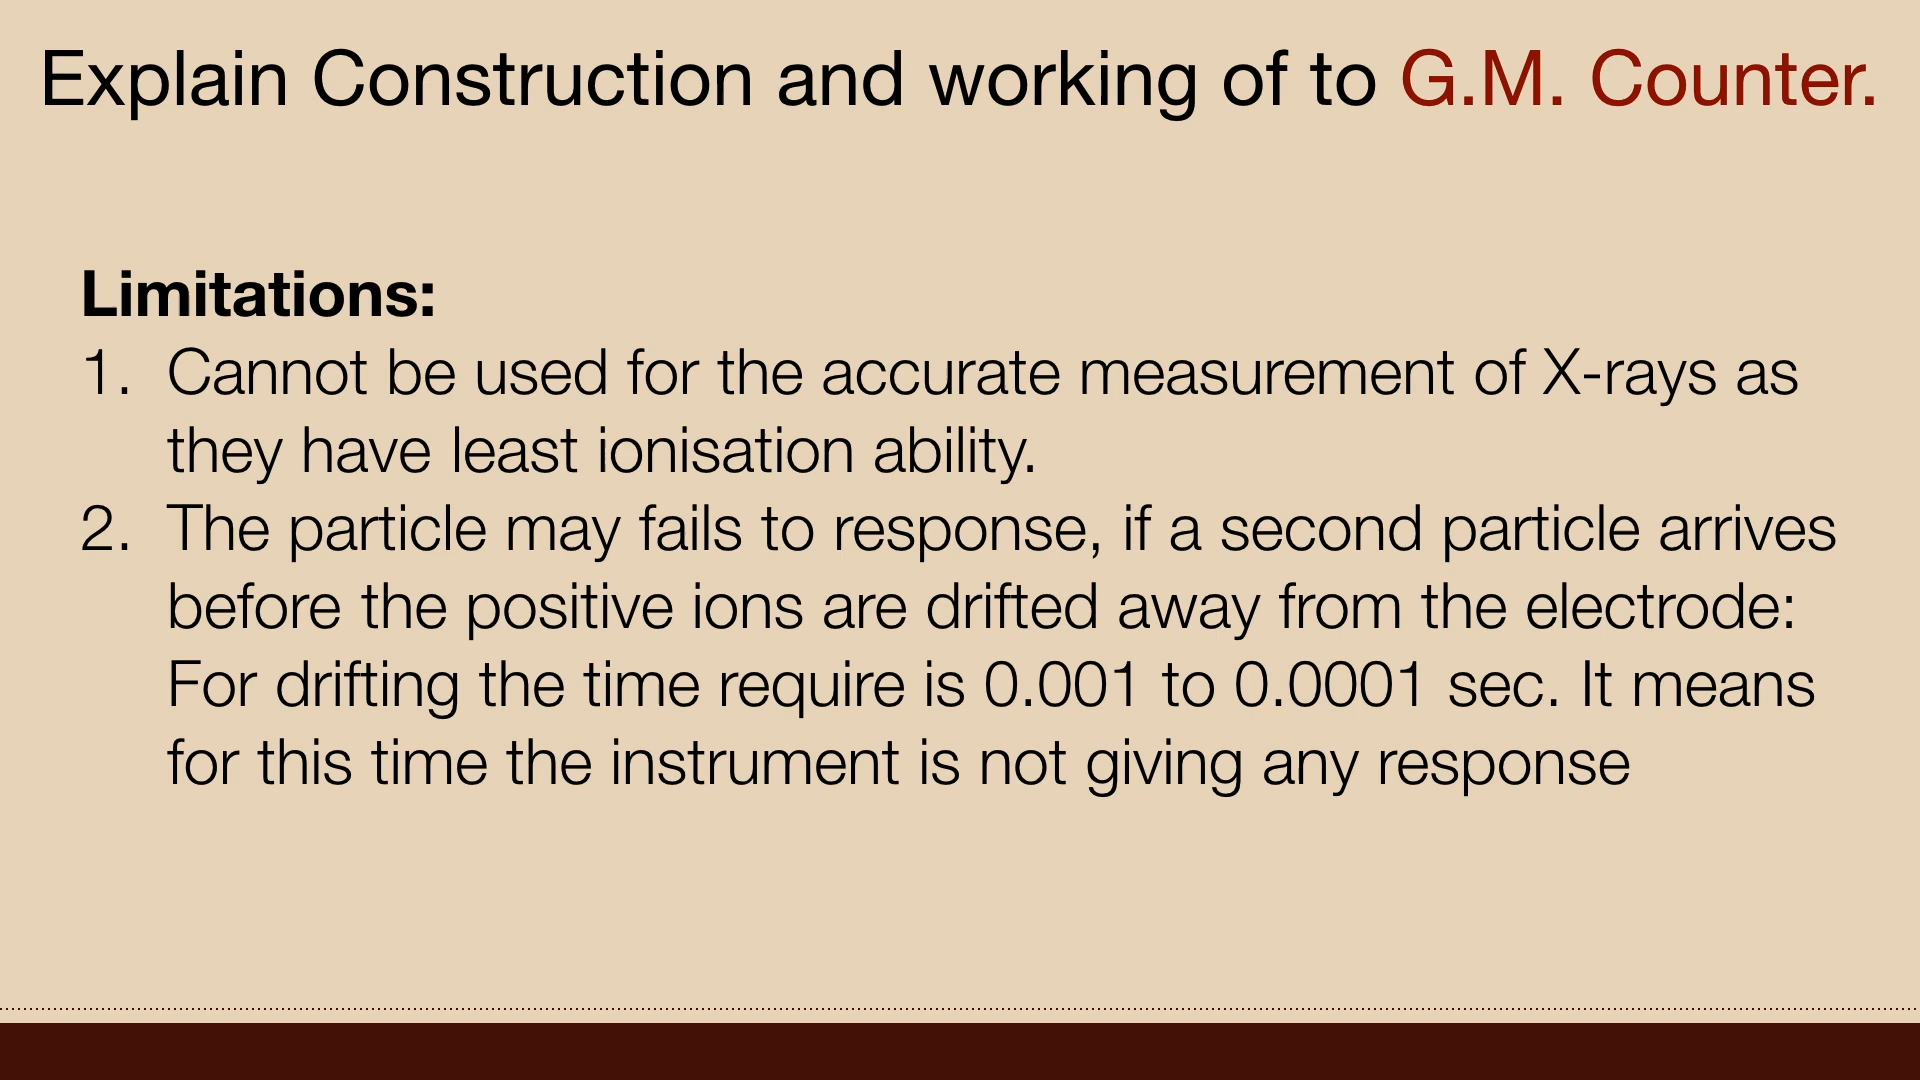 Explain Construction and working of to G.M. Counter.
Limitations:
1. Cannot be used for the accurate measurement of X-rays as
they have least ionisation ability.
2. The particle may fails to response, if a second particle arrives
before the positive ions are drifted away from the electrode:
For drifting the time require is 0.001 to 0.0001 sec. It means
for this time the instrument is not giving any response